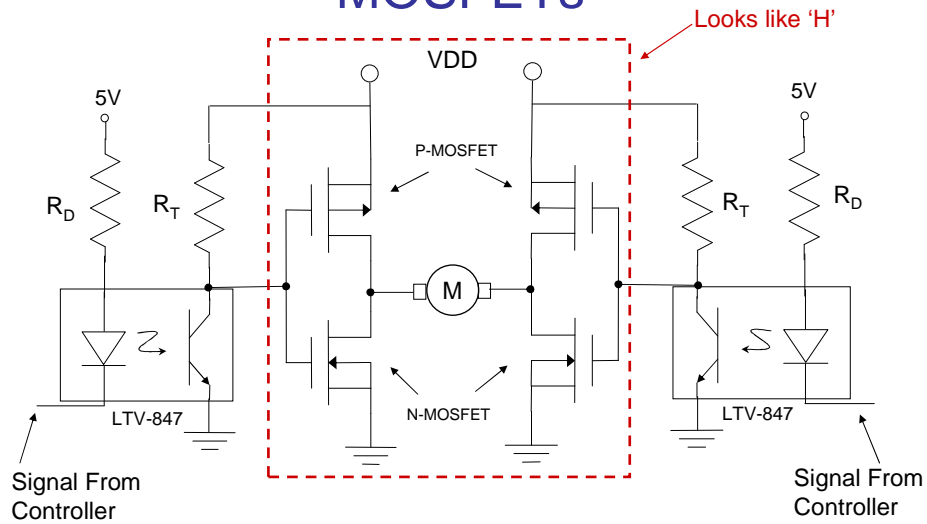 MOSFETs
Looks like 'H'
VDD
5V
5V
P-MOSFET
R_D
R_T
R_T
R_D
M
N-MOSFET
LTV-847
LTV-847
Signal From
Controller
Signal From
Controller